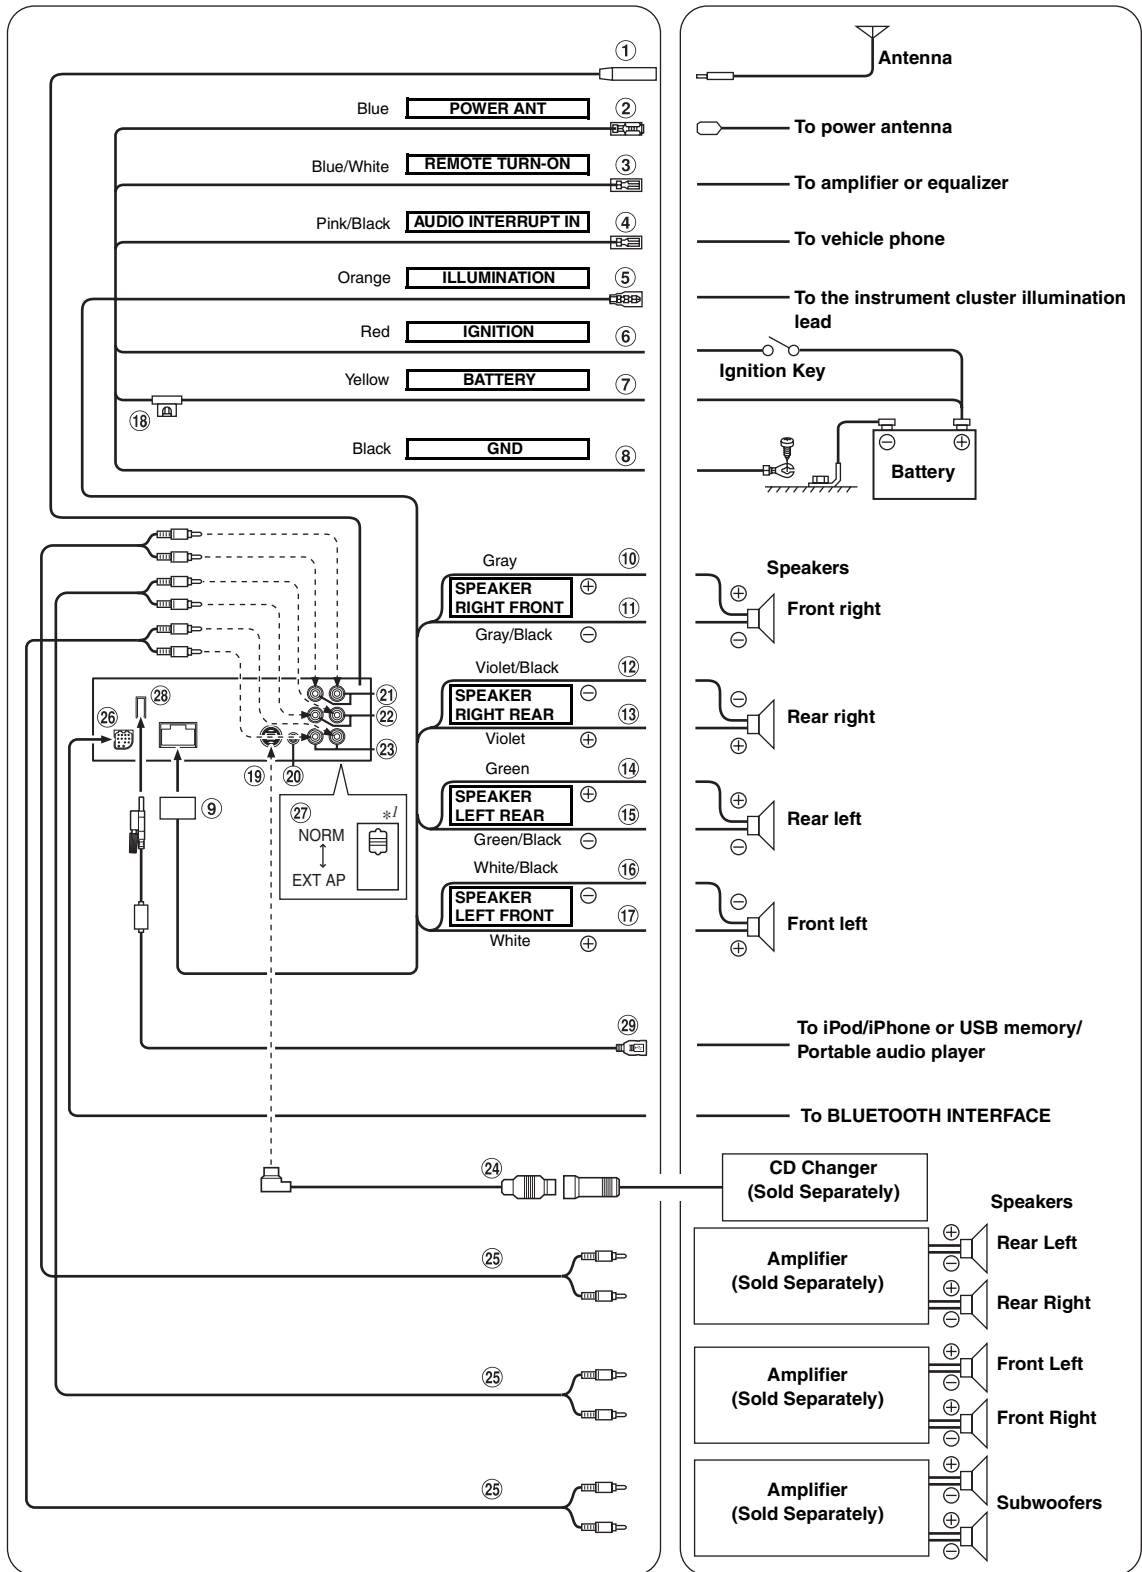 ①
Antenna
Blue POWER ANT ②
To power antenna
Blue/White REMOTE TURN-ON ③
To amplifier or equalizer
Pink/Black AUDIO INTERRUPT IN ④
To vehicle phone
Orange ILLUMINATION ⑤
To the instrument cluster illumination
lead
Red IGNITION ⑥
Ignition Key
Yellow BATTERY ⑦
⑱
Black GND ⑧
⊖ ⊕
Battery
Gray ⑩
SPEAKER
RIGHT FRONT
⊕
⑪
Gray/Black ⊖
Speakers
⊕
Front right
⊖
Violet/Black ⑫
SPEAKER
RIGHT REAR
⊖
⑬
Violet ⊕
⊖
Rear right
⊕
Green ⑭
SPEAKER
LEFT REAR
⊕
⑮
Green/Black ⊖
⊕
Rear left
⊖
White/Black ⑯
SPEAKER
LEFT FRONT
⊖
⑰
White ⊕
⊖
Front left
⊕
㉘
㉑
㉖
㉒
㉓
⑲ ⑳
⑨
㉗ *1
NORM
EXT AP
㉙
To iPod/iPhone or USB memory/
Portable audio player
To BLUETOOTH INTERFACE
㉔
CD Changer
(Sold Separately)
Speakers
㉕
Amplifier
(Sold Separately)
⊕
Rear Left
⊖
⊕
Rear Right
⊖
㉕
Amplifier
(Sold Separately)
⊕
Front Left
⊖
⊕
Front Right
⊖
㉕
Amplifier
(Sold Separately)
⊕
⊖
Subwoofers
⊕
⊖